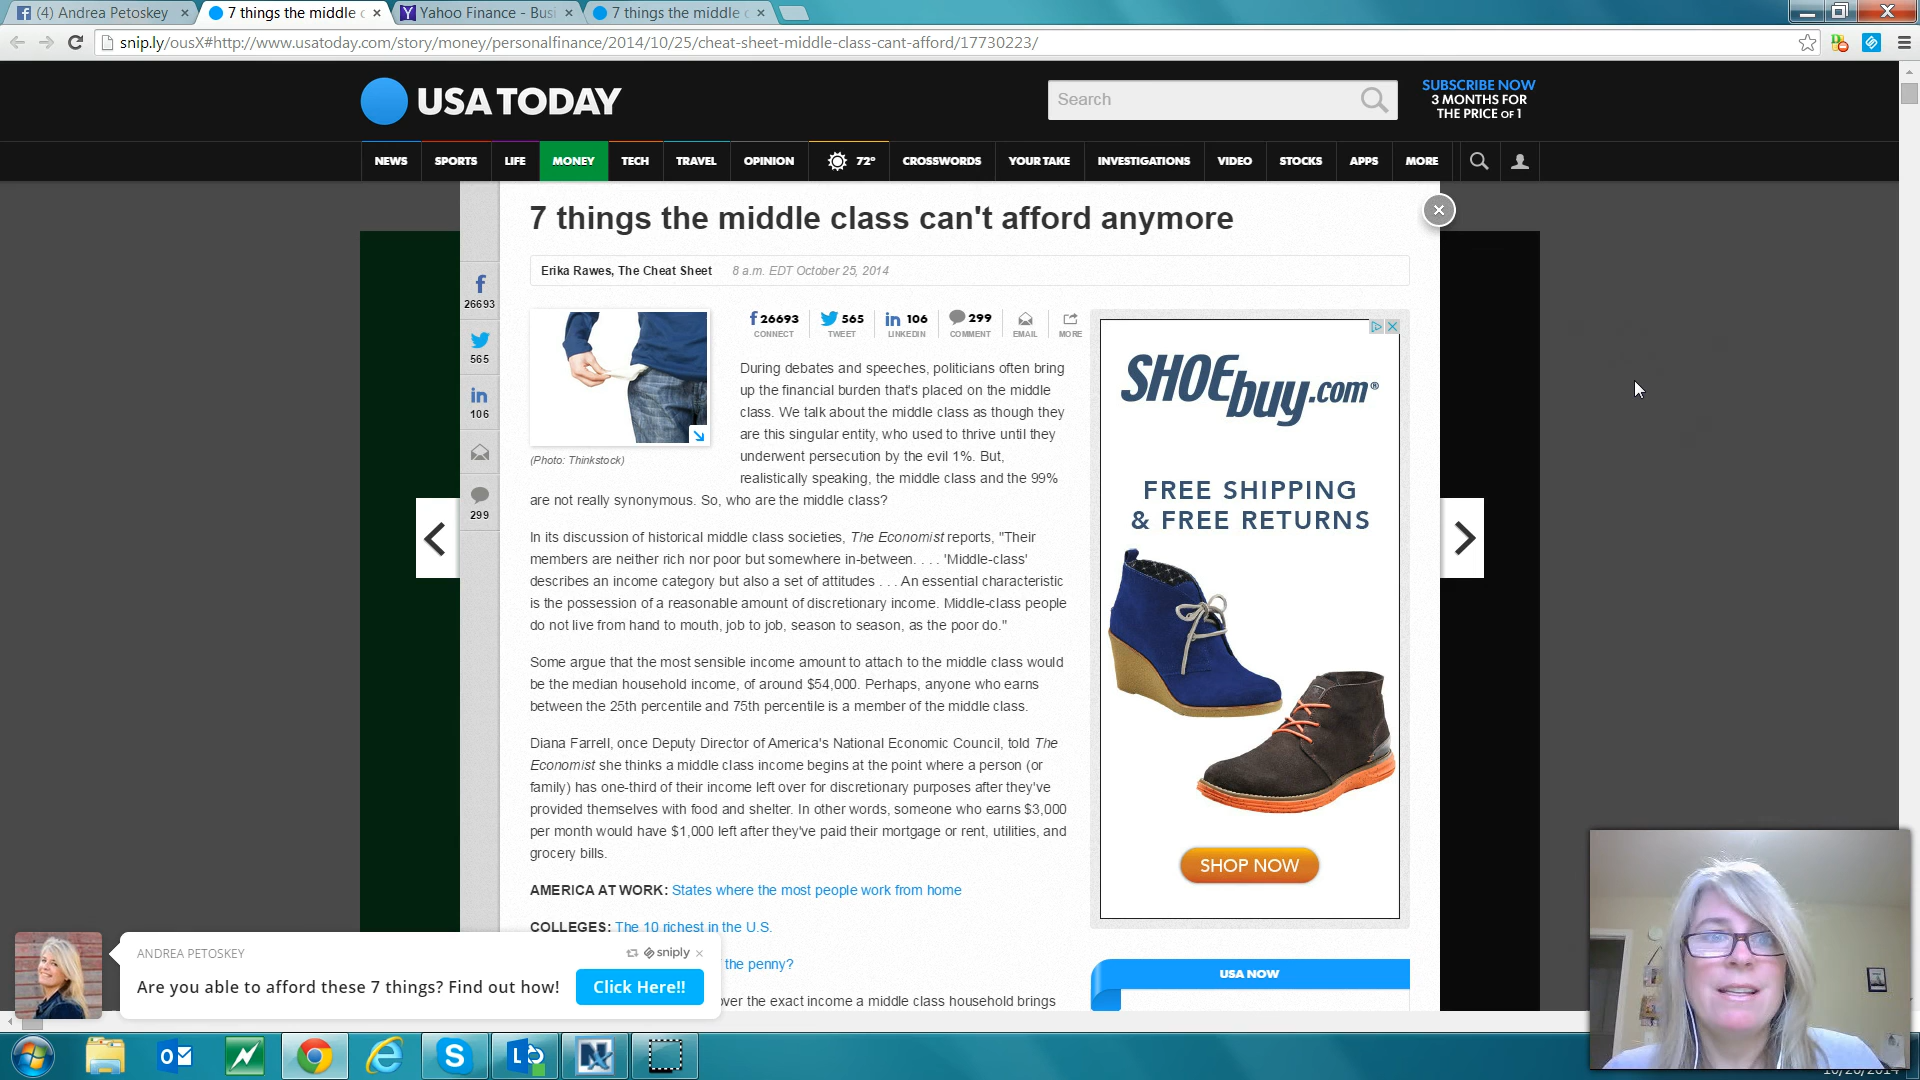 (4) Andrea Petoskey
7 things the middle c
Yahoo Finance - Busi
7 things the middle c
snip.ly/ousX#http://www.usatoday.com/story/money/personalfinance/2014/10/25/cheat-sheet-middle-class-cant-afford/17730223/
USA TODAY
Search
SUBSCRIBE NOW
3 MONTHS FOR
THE PRICE OF 1
NEWS SPORTS LIFE MONEY TECH TRAVEL OPINION 72° CROSSWORDS YOUR TAKE INVESTIGATIONS VIDEO STOCKS APPS MORE
7 things the middle class can't afford anymore
Erika Rawes, The Cheat Sheet 8 a.m. EDT October 25, 2014
26693
565
106
299
26693 CONNECT
565 TWEET
106 LINKEDIN
299 COMMENT
EMAIL
MORE
(Photo: Thinkstock)
During debates and speeches, politicians often bring
up the financial burden that's placed on the middle
class. We talk about the middle class as though they
are this singular entity, who used to thrive until they
underwent persecution by the evil 1%. But,
realistically speaking, the middle class and the 99%
are not really synonymous. So, who are the middle class?
In its discussion of historical middle class societies, The Economist reports, "Their
members are neither rich nor poor but somewhere in-between. . . . 'Middle-class'
describes an income category but also a set of attitudes . . . An essential characteristic
is the possession of a reasonable amount of discretionary income. Middle-class people
do not live from hand to mouth, job to job, season to season, as the poor do."
Some argue that the most sensible income amount to attach to the middle class would
be the median household income, of around $54,000. Perhaps, anyone who earns
between the 25th percentile and 75th percentile is a member of the middle class.
Diana Farrell, once Deputy Director of America's National Economic Council, told The
Economist she thinks a middle class income begins at the point where a person (or
family) has one-third of their income left over for discretionary purposes after they've
provided themselves with food and shelter. In other words, someone who earns $3,000
per month would have $1,000 left after they've paid their mortgage or rent, utilities, and
grocery bills.
AMERICA AT WORK: States where the most people work from home
COLLEGES: The 10 richest in the U.S.
the penny?
over the exact income a middle class household brings
SHOEbuy.com®
FREE SHIPPING
& FREE RETURNS
SHOP NOW
USA NOW
ANDREA PETOSKEY
sniply
Are you able to afford these 7 things? Find out how!
Click Here!!